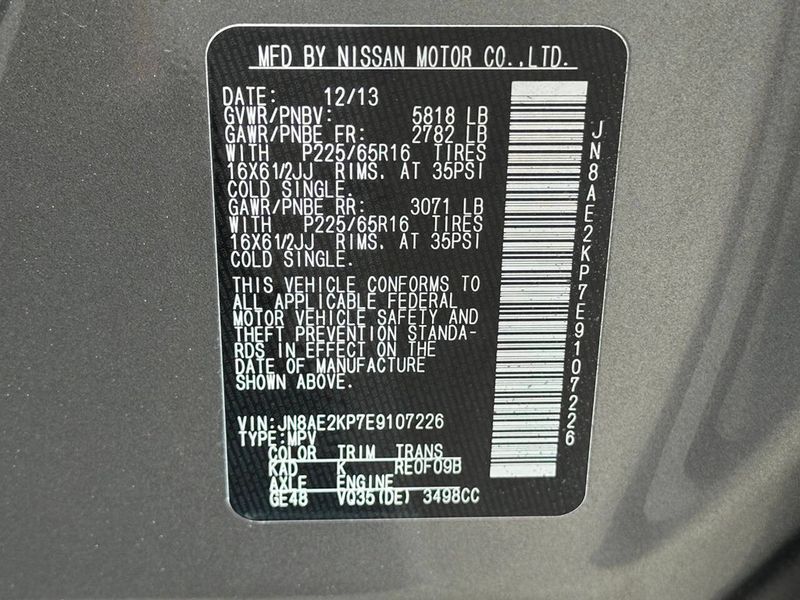 MFD BY NISSAN MOTOR CO.,LTD.
DATE: 12/13
GVWR/PNBV: 5818 LB
GAWR/PNBE FR: 2782 LB
WITH P225/65R16 TIRES
16X61/2JJ RIMS. AT 35PSI
COLD SINGLE.
GAWR/PNBE RR: 3071 LB
WITH P225/65R16 TIRES
16X61/2JJ RIMS. AT 35PSI
COLD SINGLE.
THIS VEHICLE CONFORMS TO
ALL APPLICABLE FEDERAL
MOTOR VEHICLE SAFETY AND
THEFT PREVENTION STANDA-
RDS IN EFFECT ON THE
DATE OF MANUFACTURE
SHOWN ABOVE.
VIN:JN8AE2KP7E9107226
TYPE:MPV
COLOR TRIM TRANS
KAD K RE0F09B
AXLE ENGINE
GE48 VQ35(DE) 3498CC
JN8AE2KP7E9107226